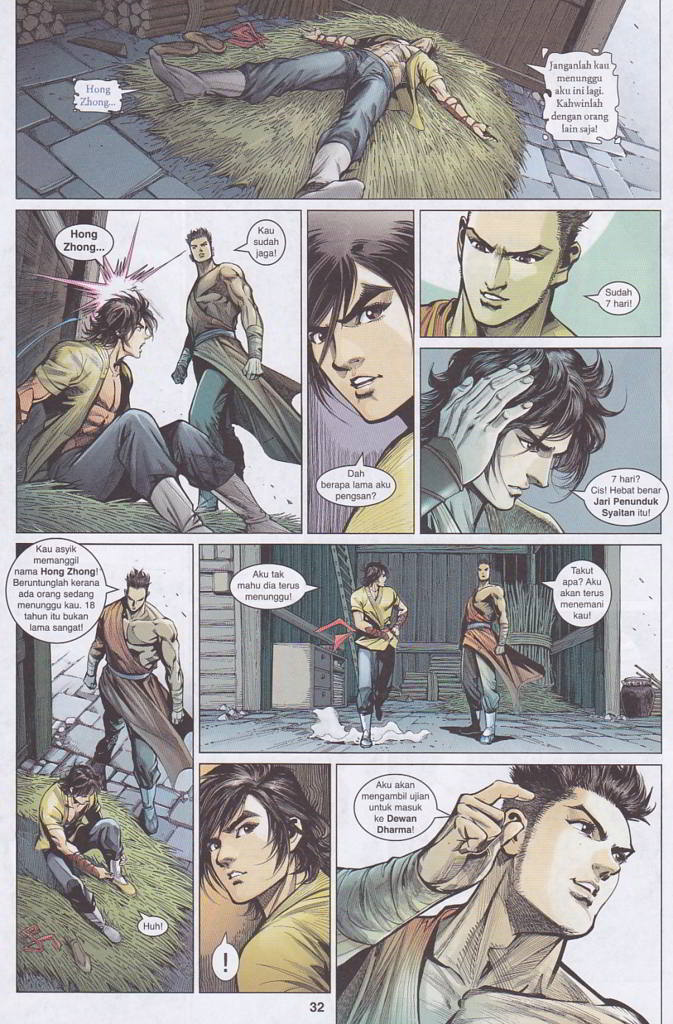 Hong
Zhong...
Janganlah kau
menunggu
aku ini lagi.
Kahwinlah
dengan orang
lain saja!
Hong
Zhong...
Kau
sudah
jaga!
Dah
berapa lama aku
pengsan?
Sudah
7 hari!
7 hari?
Cis! Hebat benar
Jari Penunduk
Syaitan itu!
Kau asyik
memanggil
nama Hong Zhong!
Beruntunglah kerana
ada orang sedang
menunggu kau. 18
tahun itu bukan
lama sangat!
Huh!
Aku tak
mahu dia terus
menunggu!
Takut
apa? Aku
akan terus
menemani
kau!
!
Aku akan
mengambil ujian
untuk masuk
ke Dewan
Dharma!
32